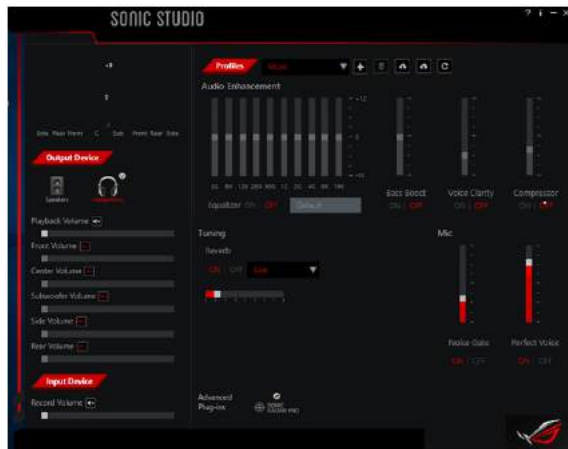 SONIC STUDIO
? i
Profiles
Music
Audio Enhancement
+12
0
Side Rear Front C Sub Front Rear Side
Output Device
Speakers
Bass Boost
Voice Clarity
Compressor
Equalizer ON | OFF
Default
ON | OFF
ON | OFF
ON | OFF
Playback Volume
Front Volume
Center Volume
Subwoofer Volume
Side Volume
Rear Volume
Tuning
Reverb
ON | OFF
Live
Mic
Noise Gate
Perfect Voice
ON | OFF
ON | OFF
Input Device
Record Volume
Advanced
Plug-ins
SONIC
RADAR PRO